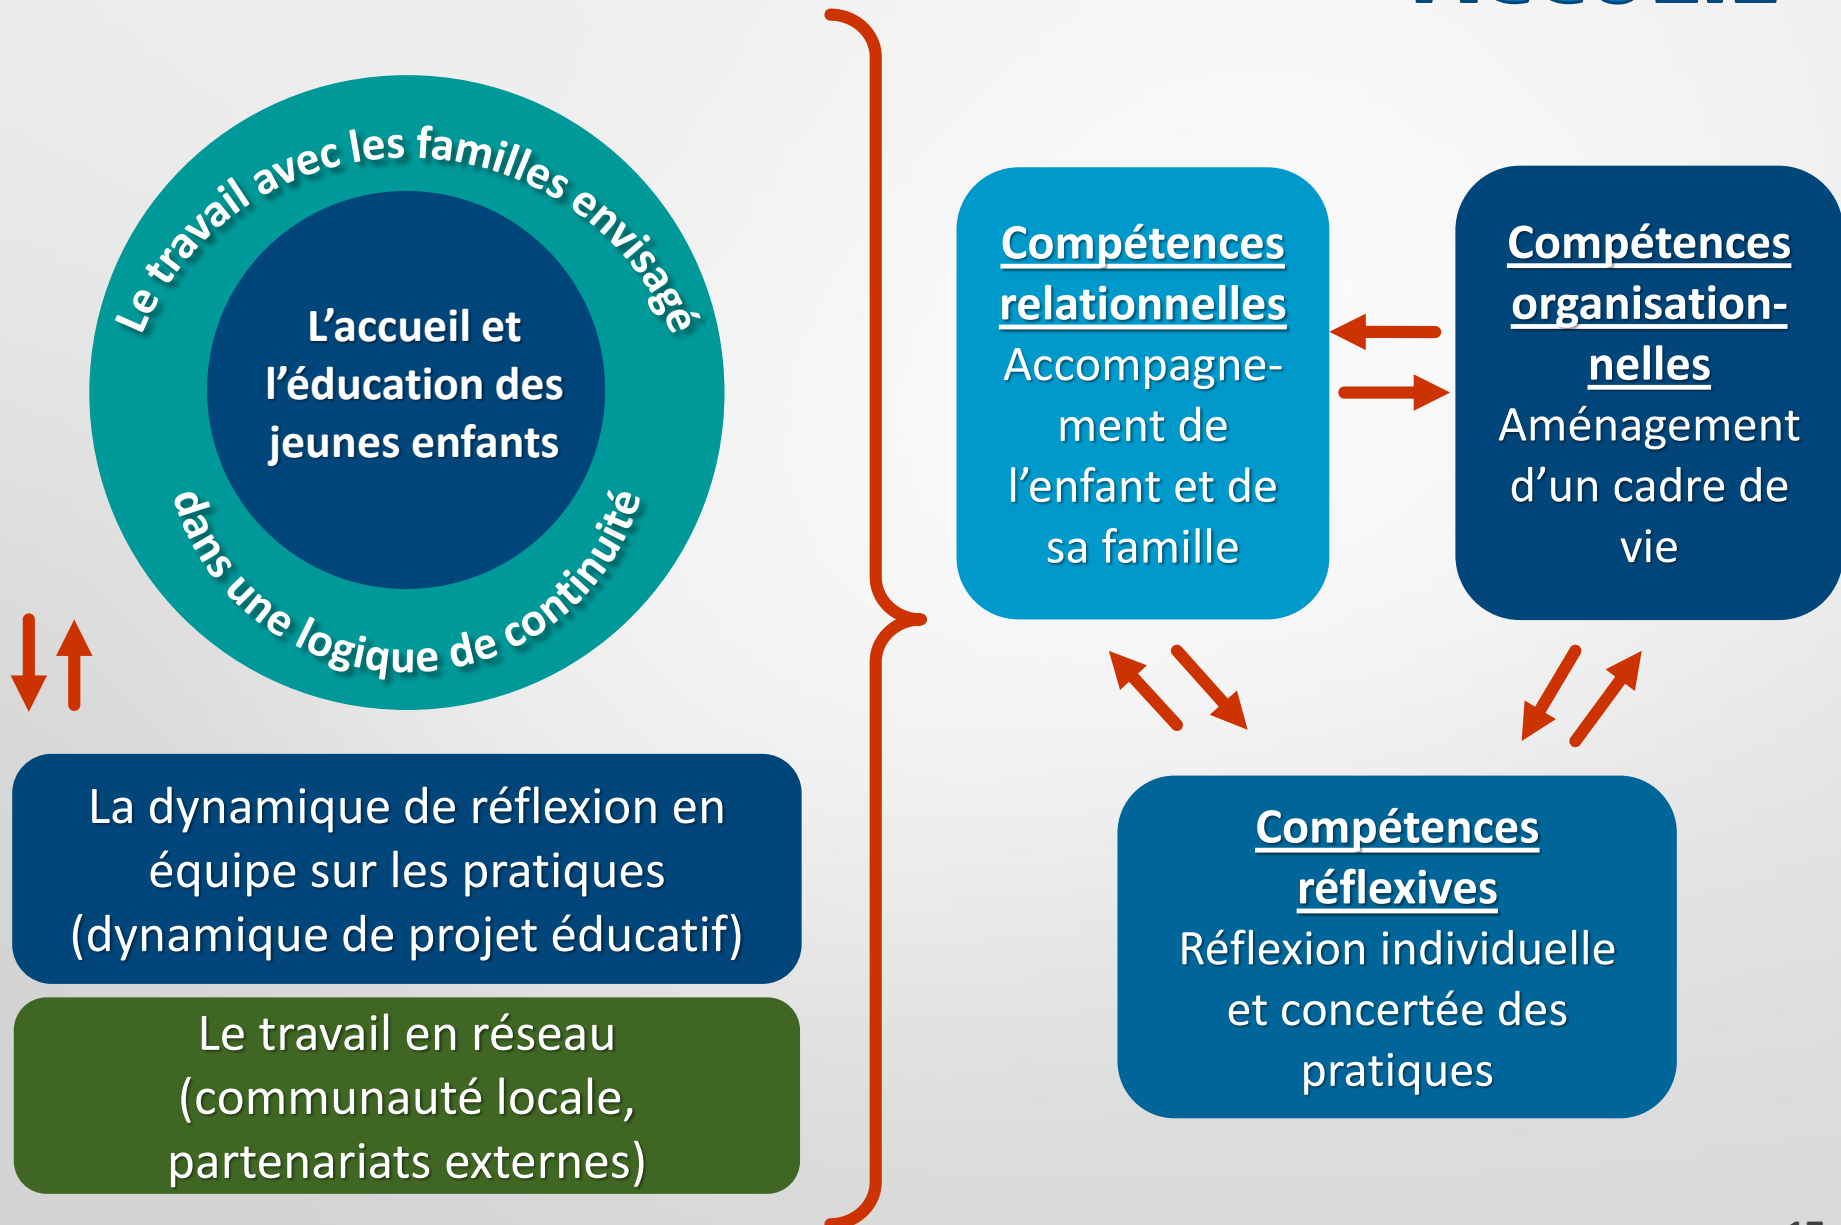 Le travail avec les familles envisagé
dans une logique de continuité
L’accueil et
l’éducation des
jeunes enfants
La dynamique de réflexion en
équipe sur les pratiques
(dynamique de projet éducatif)
Le travail en réseau
(communauté locale,
partenariats externes)
Compétences
relationnelles
Accompagne-
ment de
l’enfant et de
sa famille
Compétences
organisation-
nelles
Aménagement
d’un cadre de
vie
Compétences
réflexives
Réflexion individuelle
et concertée des
pratiques